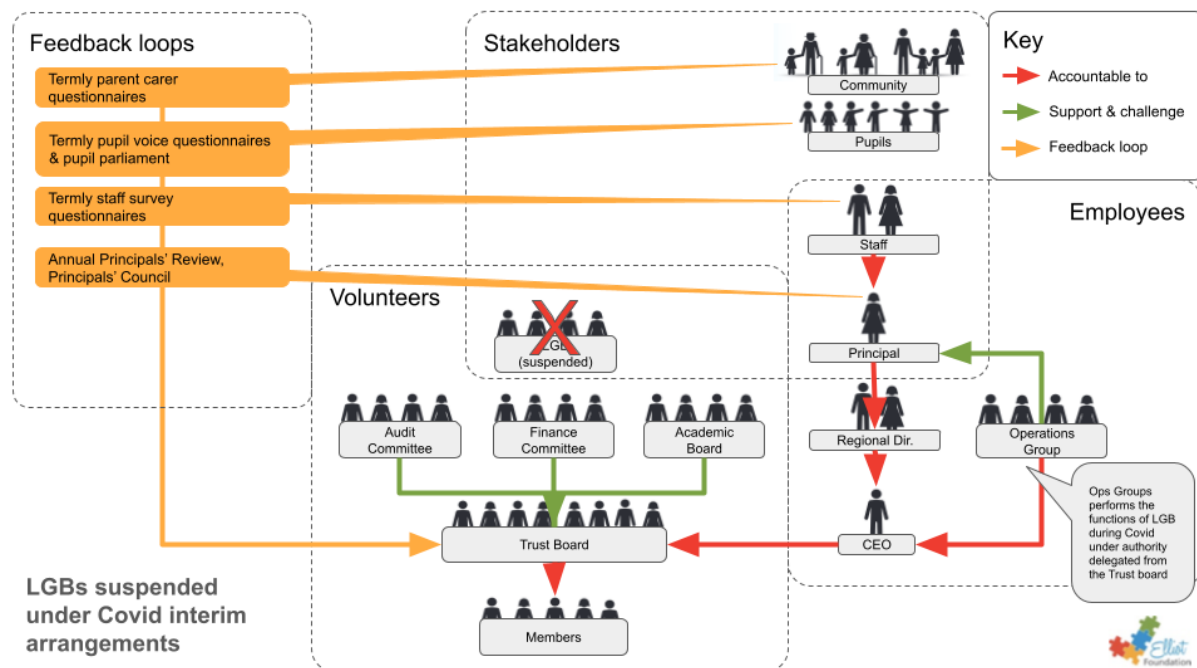 Feedback loops
Termly parent carer
questionnaires
Termly pupil voice questionnaires
& pupil parliament
Termly staff survey
questionnaires
Annual Principals' Review,
Principals' Council
Stakeholders
Community
Pupils
Key
Accountable to
Support & challenge
Feedback loop
Employees
Staff
Principal
Regional Dir.
CEO
Operations
Group
Ops Groups
performs the
functions of LGB
during Covid
under authority
delegated from
the Trust board
Volunteers
(suspended)
Audit
Committee
Finance
Committee
Academic
Board
Trust Board
Members
LGBs suspended
under Covid interim
arrangements
Elliot
Foundation